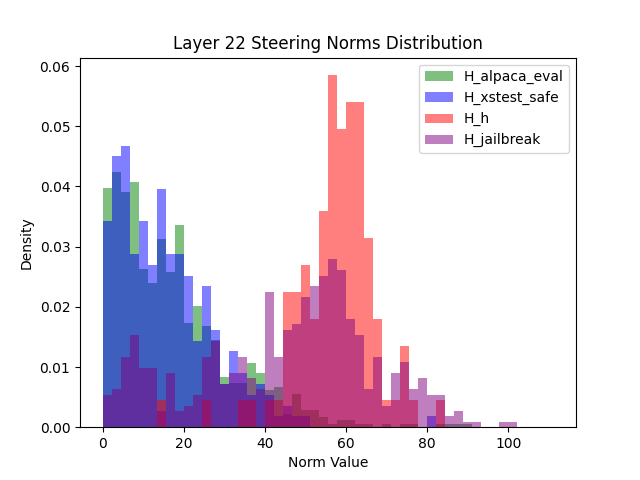 Layer 22 Steering Norms Distribution
H_alpaca_eval
H_xstest_safe
H_h
H_jailbreak
Density
0.06
0.05
0.04
0.03
0.02
0.01
0.00
0 20 40 60 80 100
Norm Value